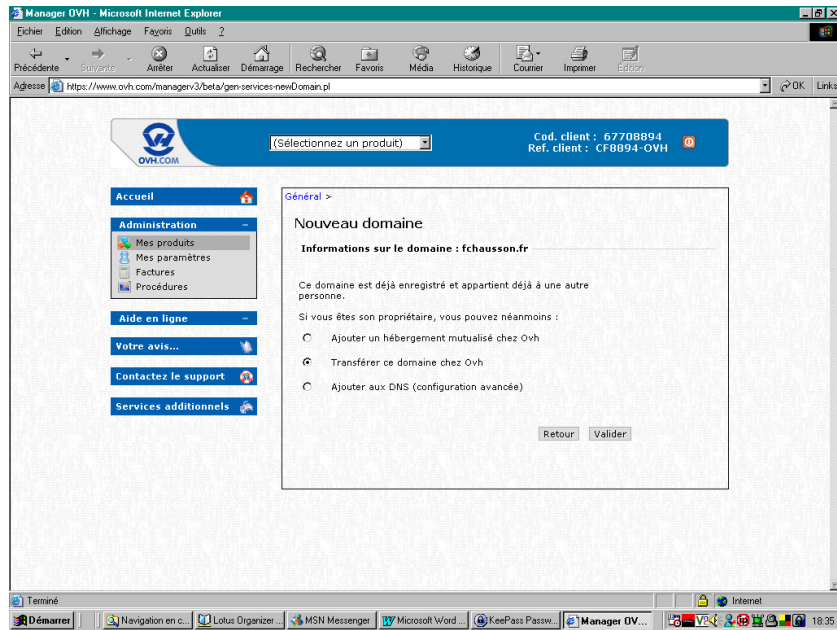 Manager OVH - Microsoft Internet Explorer
Fichier Edition Affichage Favoris Outils ?
Précédente Suivante Arrêter Actualiser Démarrage Rechercher Favoris Média Historique Courrier Imprimer Édition
Adresse https://www.ovh.com/managerv3/beta/gen-services-newDomain.pl OK Links
OVH.COM
(Sélectionnez un produit)
Cod. client : 67708894
Ref. client : CF8894-OVH
Accueil
Administration
Mes produits
Mes paramètres
Factures
Procédures
Aide en ligne
Votre avis...
Contactez le support
Services additionnels
Général >
Nouveau domaine
Informations sur le domaine : fchausson.fr
Ce domaine est déjà enregistré et appartient déjà à une autre
personne.
Si vous êtes son propriétaire, vous pouvez néanmoins :
Ajouter un hébergement mutualisé chez Ovh
Transférer ce domaine chez Ovh
Ajouter aux DNS (configuration avancée)
Retour Valider
Terminé Internet
Démarrer Navigation en c... Lotus Organizer ... MSN Messenger Microsoft Word ... KeePass Passw... Manager OV... 18:35